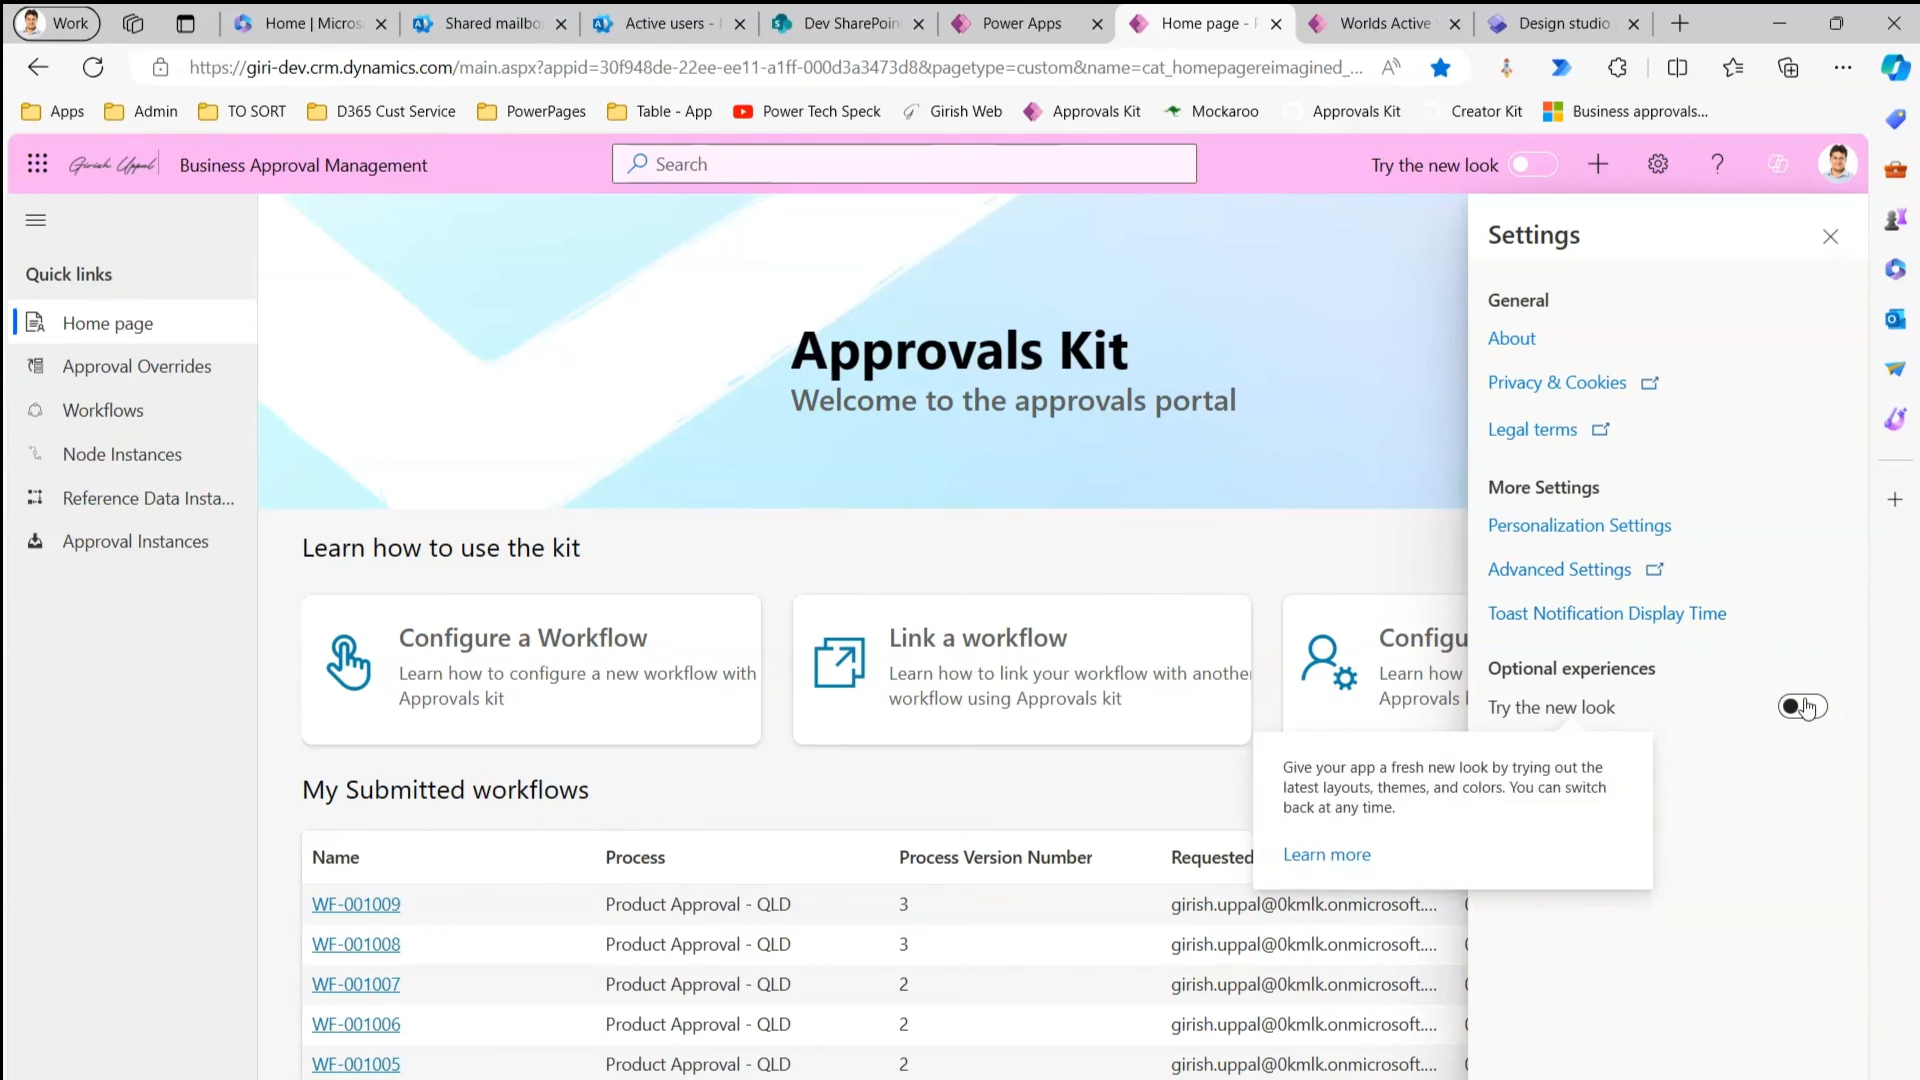 Work
Home | Micros
Shared mailbo
Active users -
Dev SharePoin
Power Apps
Home page -
Worlds Active
Design studio
https://giri-dev.crm.dynamics.com/main.aspx?appid=30f948de-22ee-ee11-a1ff-000d3a3473d8&pagetype=custom&name=cat_homepagereimagined_...
Apps
Admin
TO SORT
D365 Cust Service
PowerPages
Table - App
Power Tech Speck
Girish Web
Approvals Kit
Mockaroo
Approvals Kit
Creator Kit
Business approvals...
Girish Uppal
Business Approval Management
Search
Try the new look
Quick links
Home page
Approval Overrides
Workflows
Node Instances
Reference Data Insta...
Approval Instances
Approvals Kit
Welcome to the approvals portal
Learn how to use the kit
Configure a Workflow
Learn how to configure a new workflow with
Approvals kit
Link a workflow
Learn how to link your workflow with anothe
workflow using Approvals kit
Configu
Learn how
Approvals
My Submitted workflows
Name Process Process Version Number Requested
WF-001009 Product Approval - QLD 3 girish.uppal@0kmlk.onmicrosoft....
WF-001008 Product Approval - QLD 3 girish.uppal@0kmlk.onmicrosoft....
WF-001007 Product Approval - QLD 2 girish.uppal@0kmlk.onmicrosoft....
WF-001006 Product Approval - QLD 2 girish.uppal@0kmlk.onmicrosoft....
WF-001005 Product Approval - QLD 2 girish.uppal@0kmlk.onmicrosoft....
Settings
General
About
Privacy & Cookies
Legal terms
More Settings
Personalization Settings
Advanced Settings
Toast Notification Display Time
Optional experiences
Try the new look
Give your app a fresh new look by trying out the
latest layouts, themes, and colors. You can switch
back at any time.
Learn more